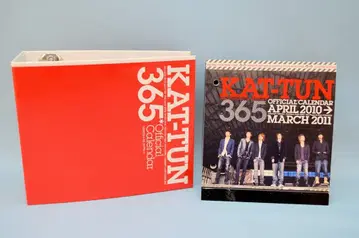 KAT-TUN
365
Official
Calendar
KAT-TUN
365
OFFICIAL CALENDAR
APRIL 2010→
MARCH 2011